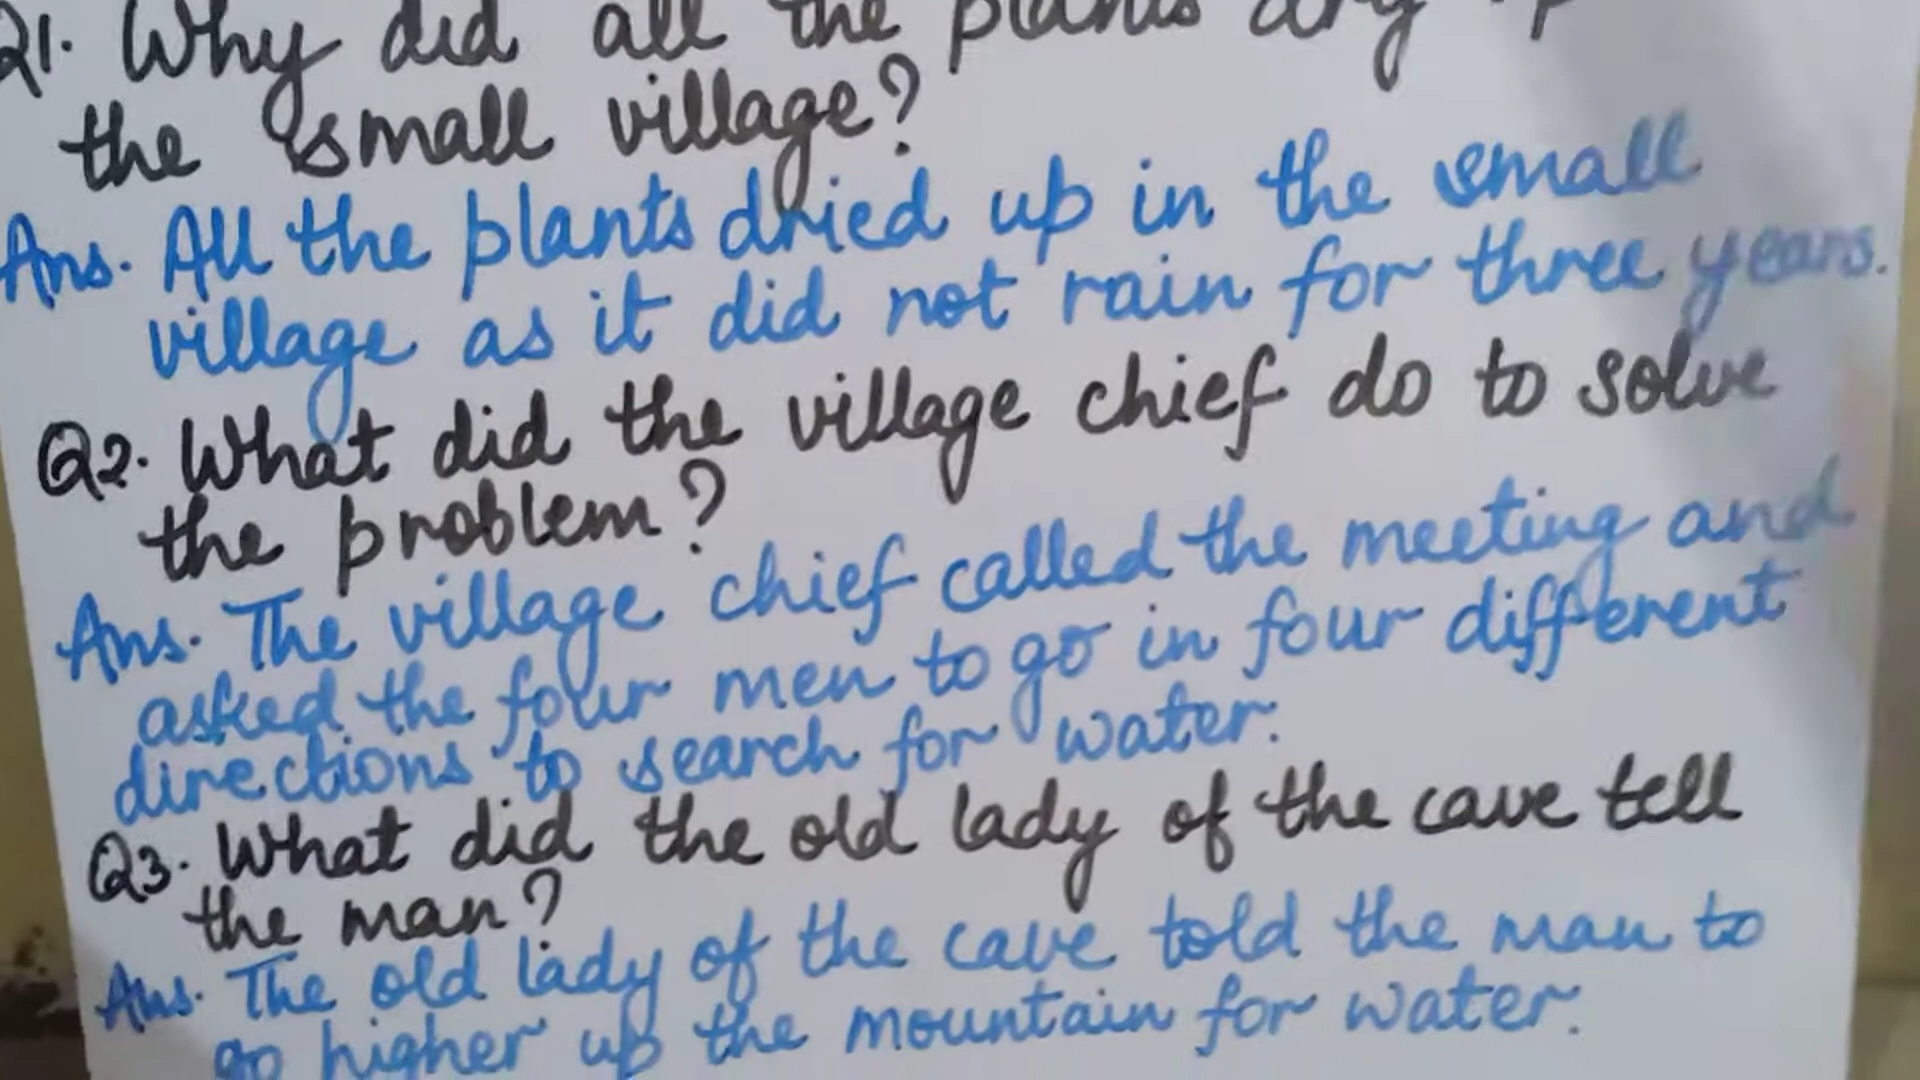 Q1. Why did all the plants dry up
the small village?
Ans. All the plants dried up in the small
village as it did not rain for three years.
Q2. What did the village chief do to solve
the problem?
Ans. The village chief called the meeting and
asked the four men to go in four different
directions to search for water.
Q3. What did the old lady of the cave tell
the man?
Ans. The old lady of the cave told the man to
go higher up the mountain for water.